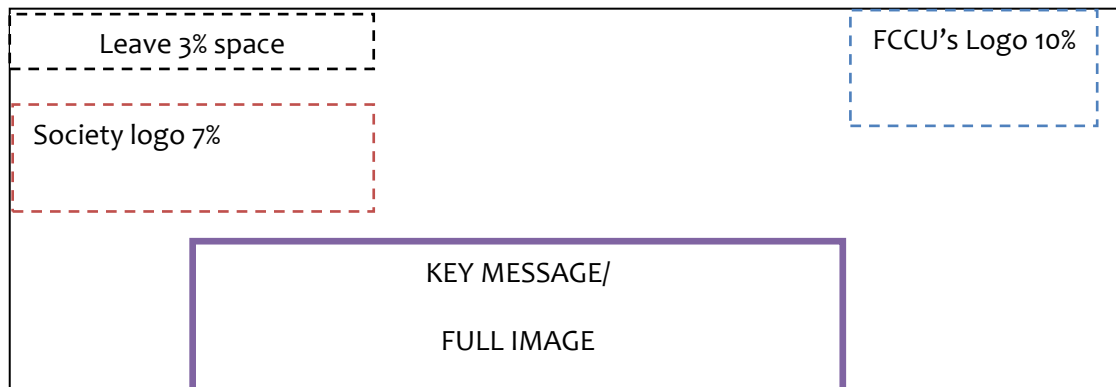 Leave 3% space
FCCU's Logo 10%
Society logo 7%
KEY MESSAGE/
FULL IMAGE